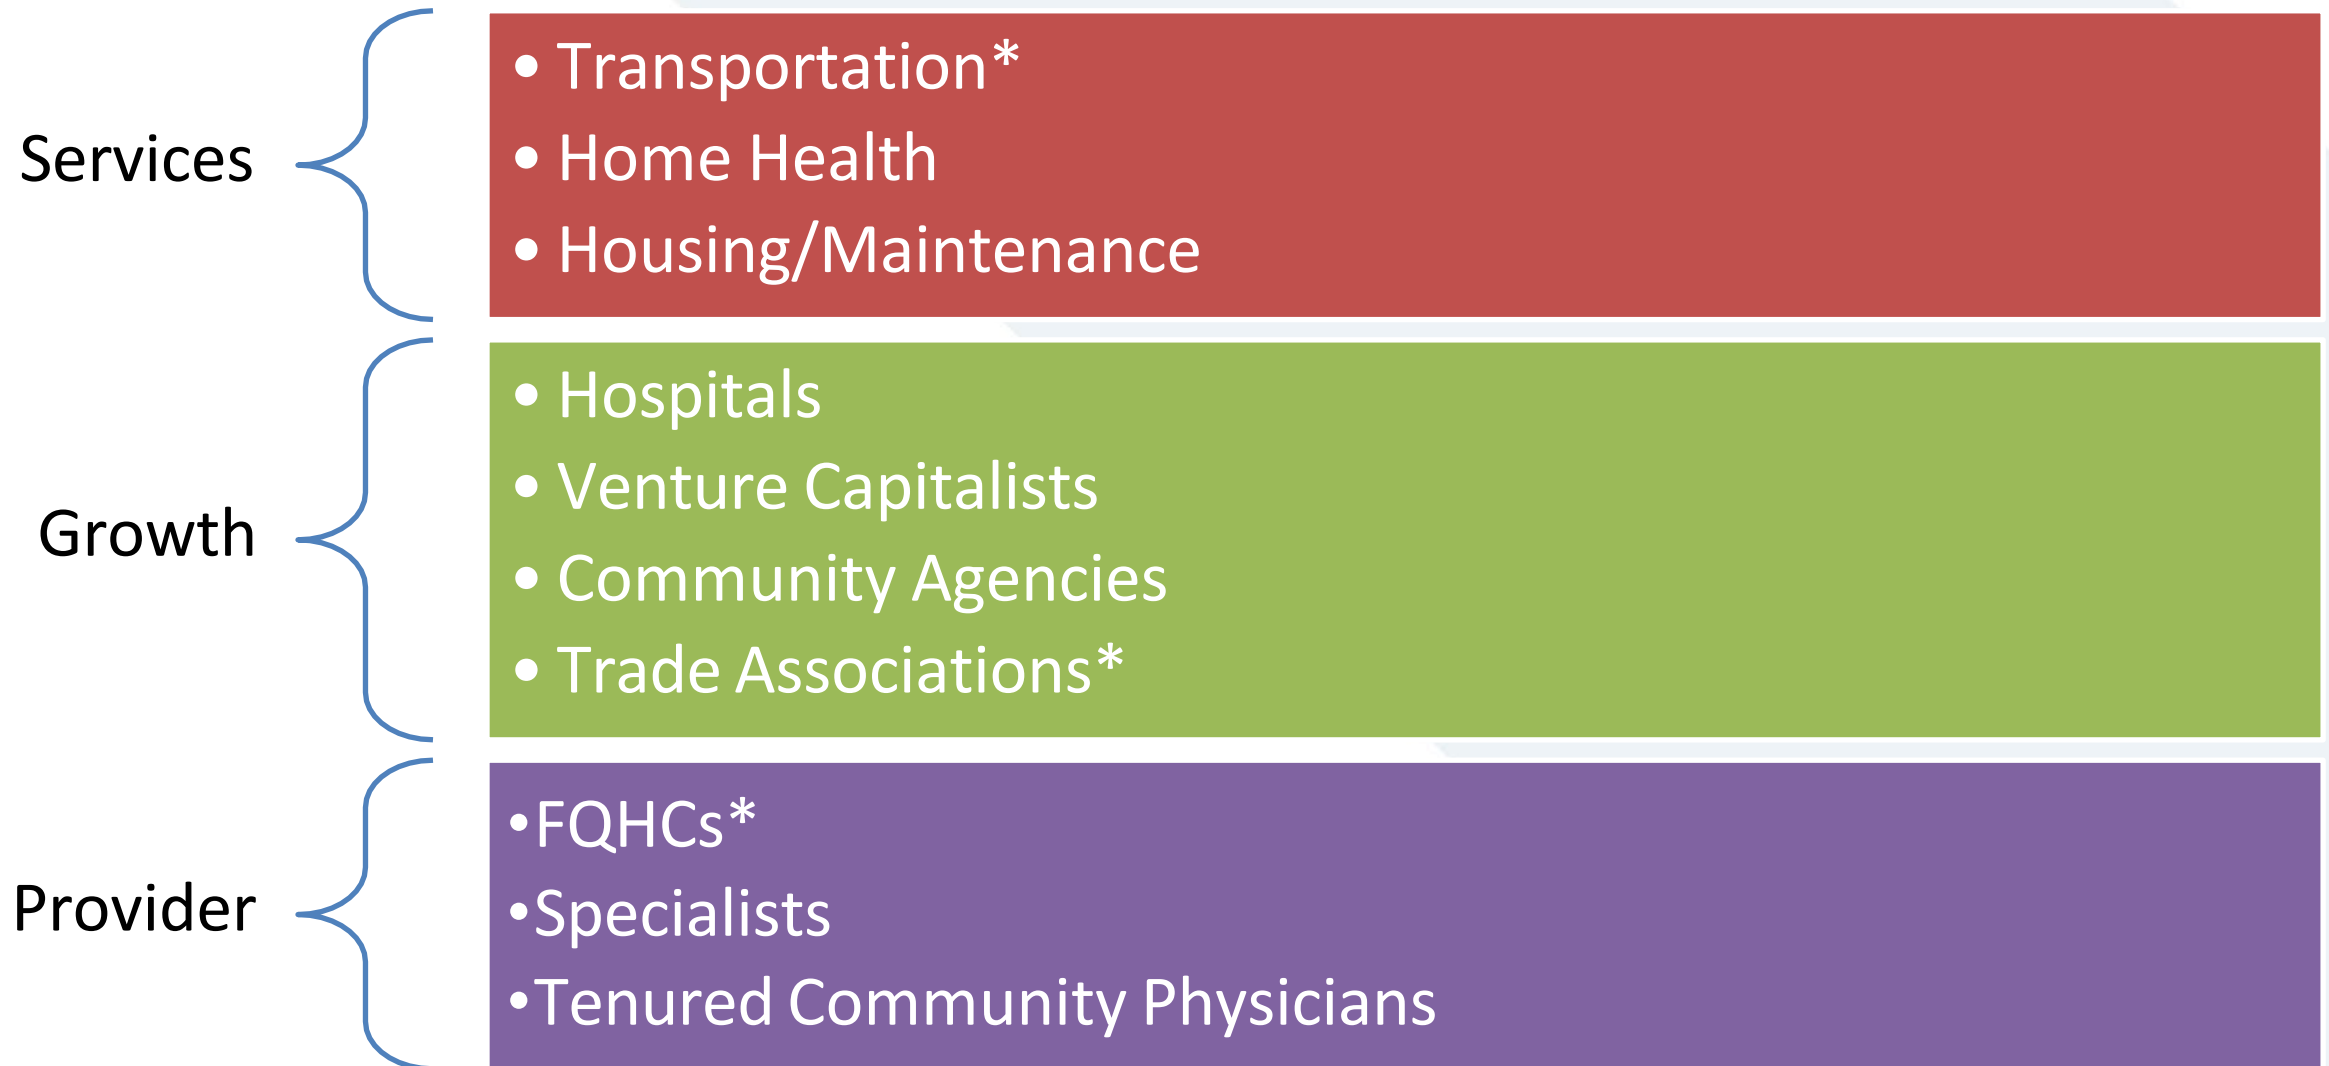 Services
• Transportation*
• Home Health
• Housing/Maintenance
Growth
• Hospitals
• Venture Capitalists
• Community Agencies
• Trade Associations*
Provider
•FQHCs*
•Specialists
•Tenured Community Physicians